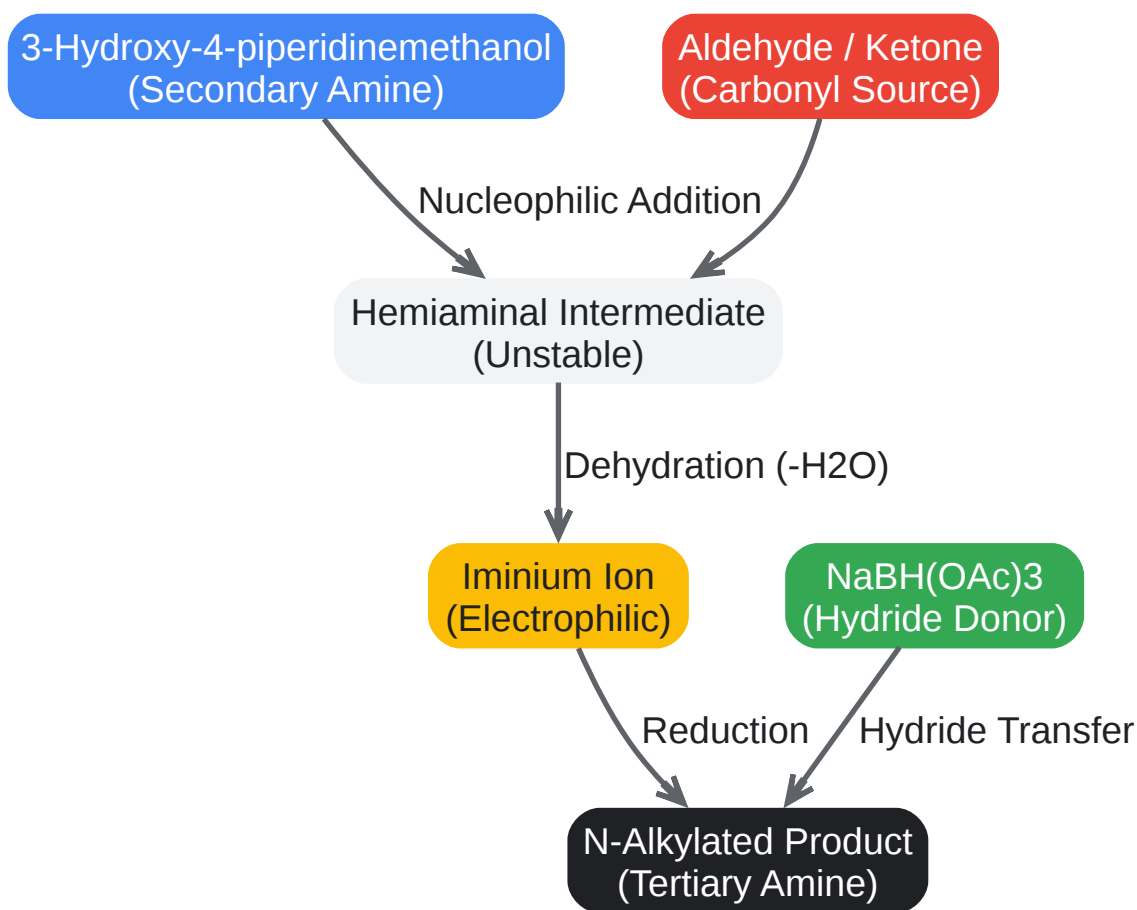 3-Hydroxy-4-piperidinemethanol
(Secondary Amine)
Aldehyde / Ketone
(Carbonyl Source)
Nucleophilic Addition
Hemiaminal Intermediate
(Unstable)
Dehydration (-H2O)
Iminium Ion
(Electrophilic)
NaBH(OAc)3
(Hydride Donor)
Reduction
Hydride Transfer
N-Alkylated Product
(Tertiary Amine)